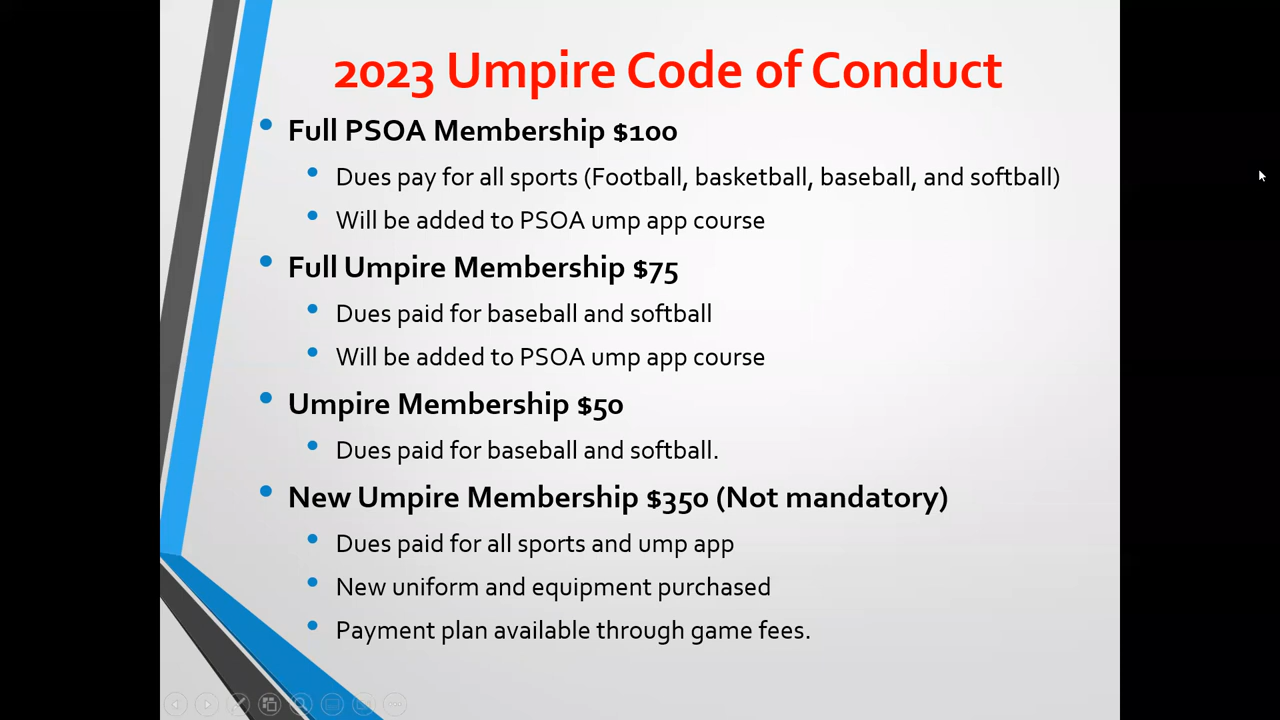 2023 Umpire Code of Conduct
• Full PSOA Membership $100
• Dues pay for all sports (Football, basketball, baseball, and softball)
• Will be added to PSOA ump app course
• Full Umpire Membership $75
• Dues paid for baseball and softball
• Will be added to PSOA ump app course
• Umpire Membership $50
• Dues paid for baseball and softball.
• New Umpire Membership $350 (Not mandatory)
• Dues paid for all sports and ump app
• New uniform and equipment purchased
• Payment plan available through game fees.